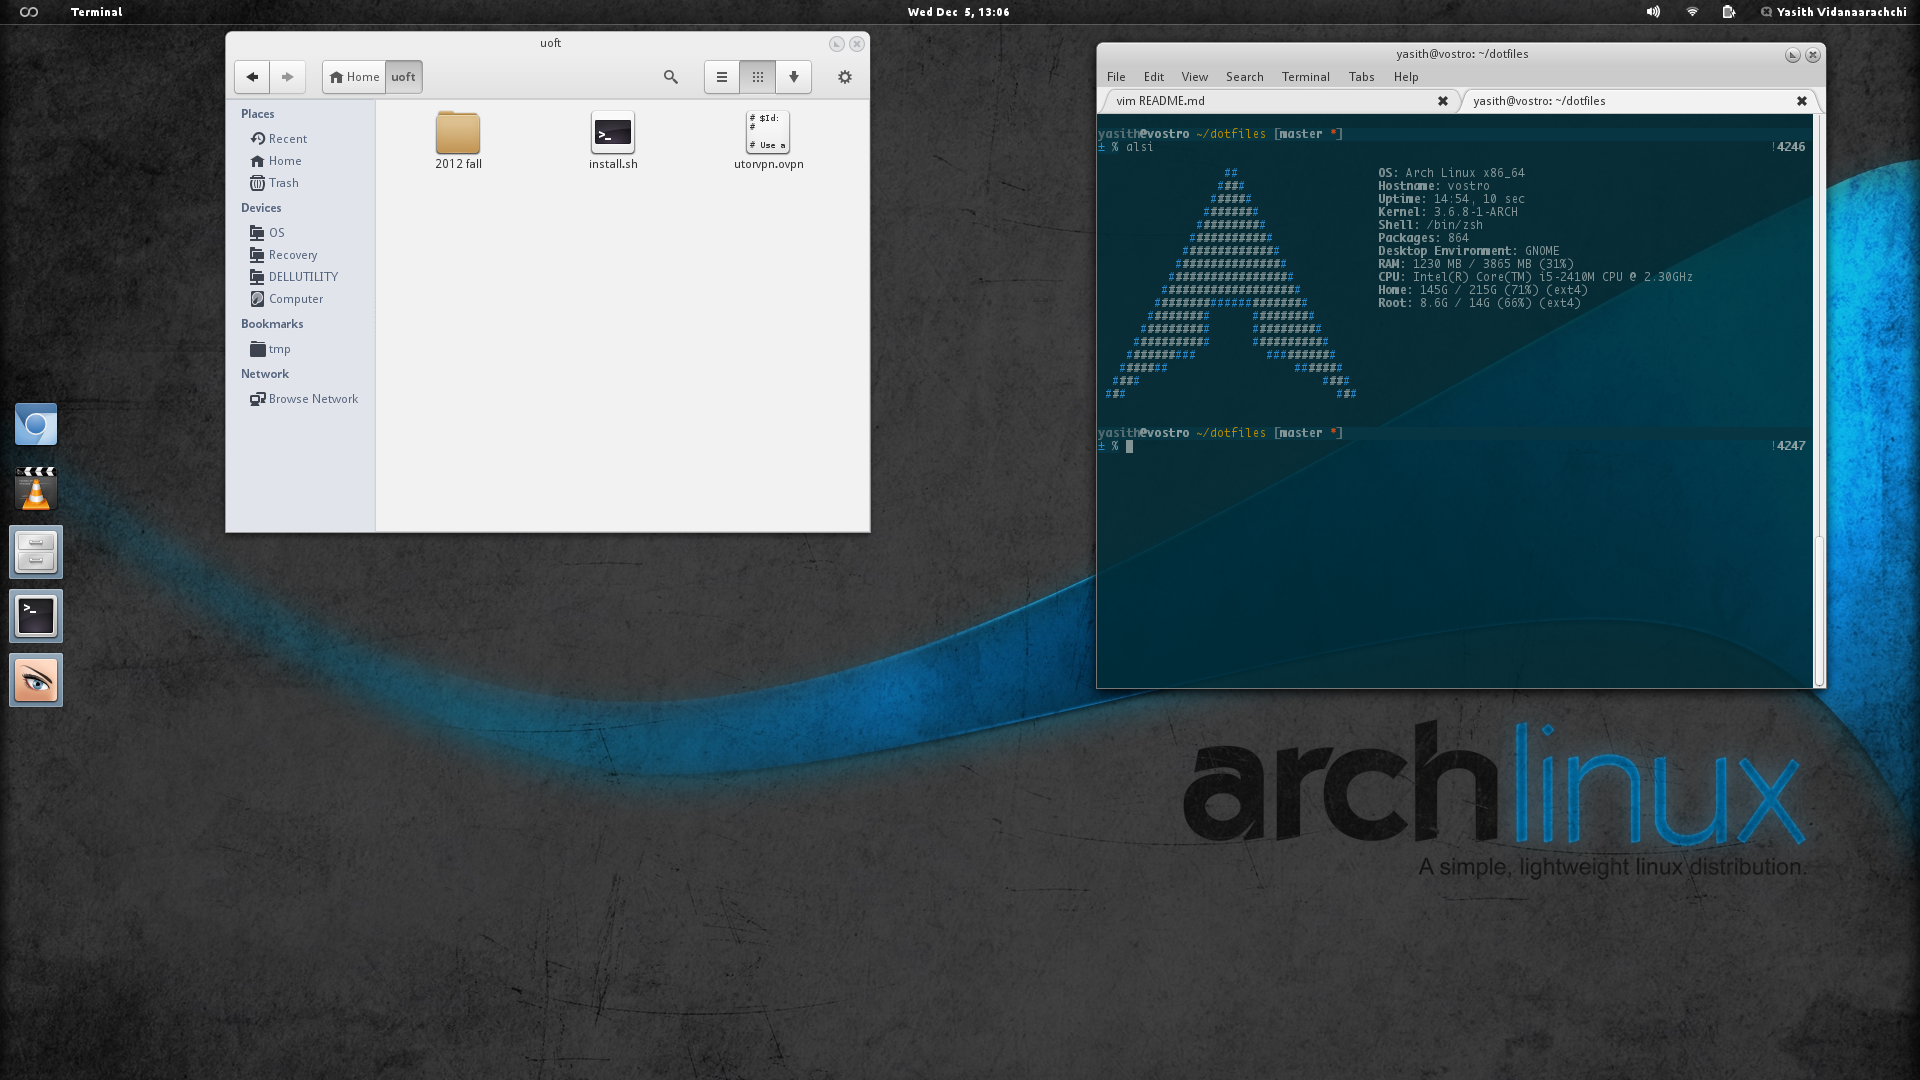 Terminal
Wed Dec  5, 13:06
Yasith Vidanaarachchi
uoft
Home
uoft
Places
Recent
Home
Trash
Devices
OS
Recovery
DELLUTILITY
Computer
Bookmarks
tmp
Network
Browse Network
2012 fall
>_
install.sh
# $Id:
#
# Use a
utorvpn.ovpn
yasith@vostro: ~/dotfiles
File Edit View Search Terminal Tabs Help
vim README.md
yasith@vostro: ~/dotfiles
yasith@vostro ~/dotfiles [master *]
± % alsi !4246
##
####
######
########
##########
############
##############
################
##################
####################
######################
######### #########
########## ##########
########### ###########
########## ##########
####### #######
#### ####
### ###
OS: Arch Linux x86_64
Hostname: vostro
Uptime: 14:54, 10 sec
Kernel: 3.6.8-1-ARCH
Shell: /bin/zsh
Packages: 864
Desktop Environment: GNOME
RAM: 1230 MB / 3865 MB (31%)
CPU: Intel(R) Core(TM) i5-2410M CPU @ 2.30GHz
Home: 145G / 215G (71%) (ext4)
Root: 8.6G / 14G (66%) (ext4)
yasith@vostro ~/dotfiles [master *]
± % !4247
>_
archlinux
A simple, lightweight linux distribution.